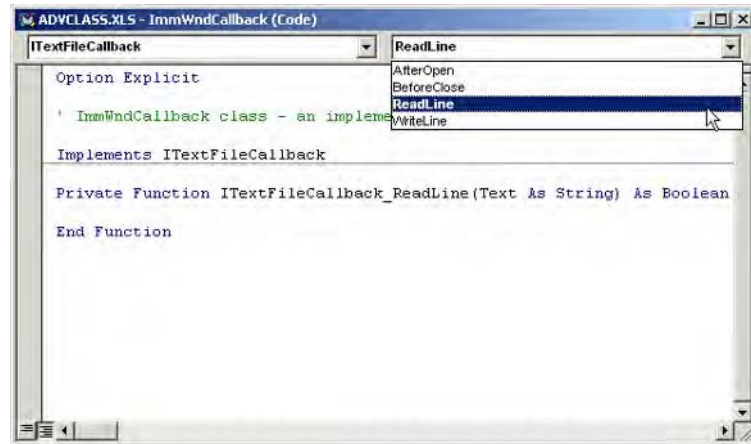 ADVCLASS.XLS - ImmWndCallback (Code)
ITextFileCallback
ReadLine
AfterOpen
BeforeClose
ReadLine
WriteLine
Option Explicit
' ImmWndCallback class - an impleme
Implements ITextFileCallback
Private Function ITextFileCallback_ReadLine(Text As String) As Boolean
End Function